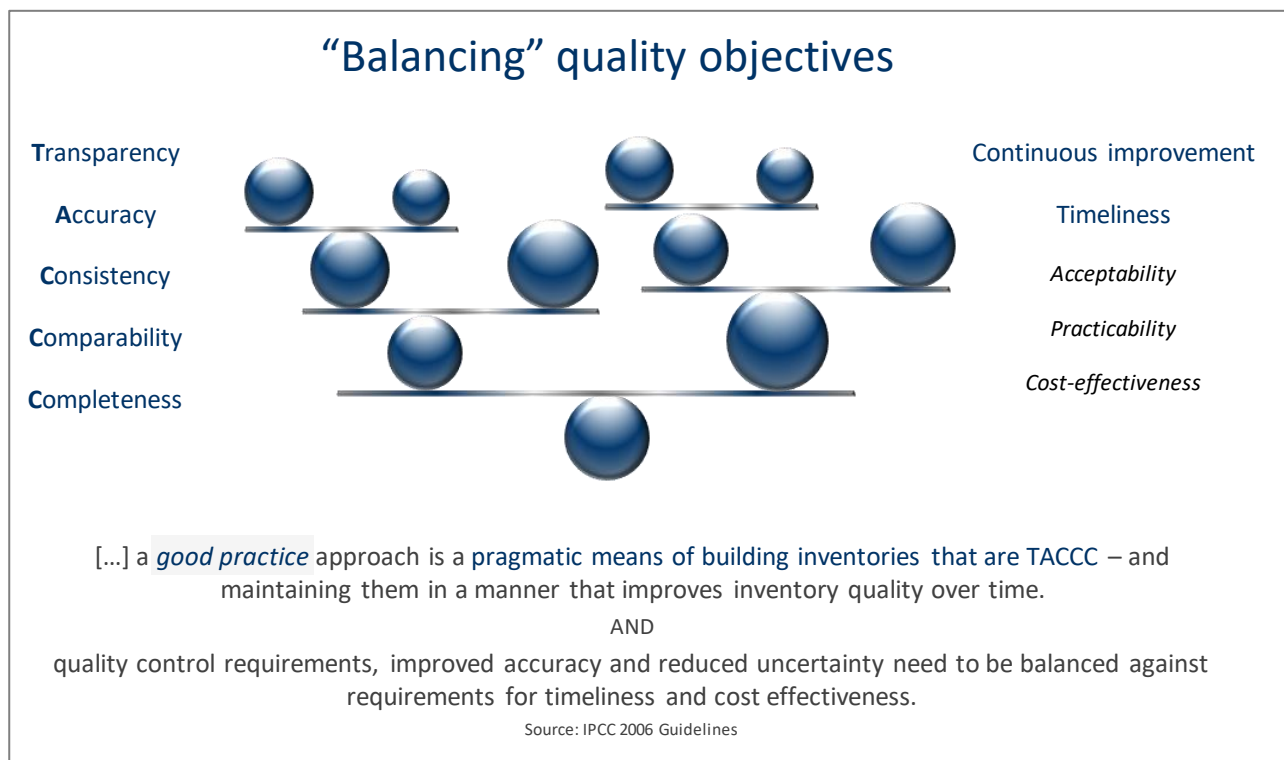 “Balancing” quality objectives
Transparency
Accuracy
Consistency
Comparability
Completeness
Continuous improvement
Timeliness
Acceptability
Practicability
Cost-effectiveness
[…] a good practice approach is a pragmatic means of building inventories that are TACCC – and
maintaining them in a manner that improves inventory quality over time.
AND
quality control requirements, improved accuracy and reduced uncertainty need to be balanced against
requirements for timeliness and cost effectiveness.
Source: IPCC 2006 Guidelines